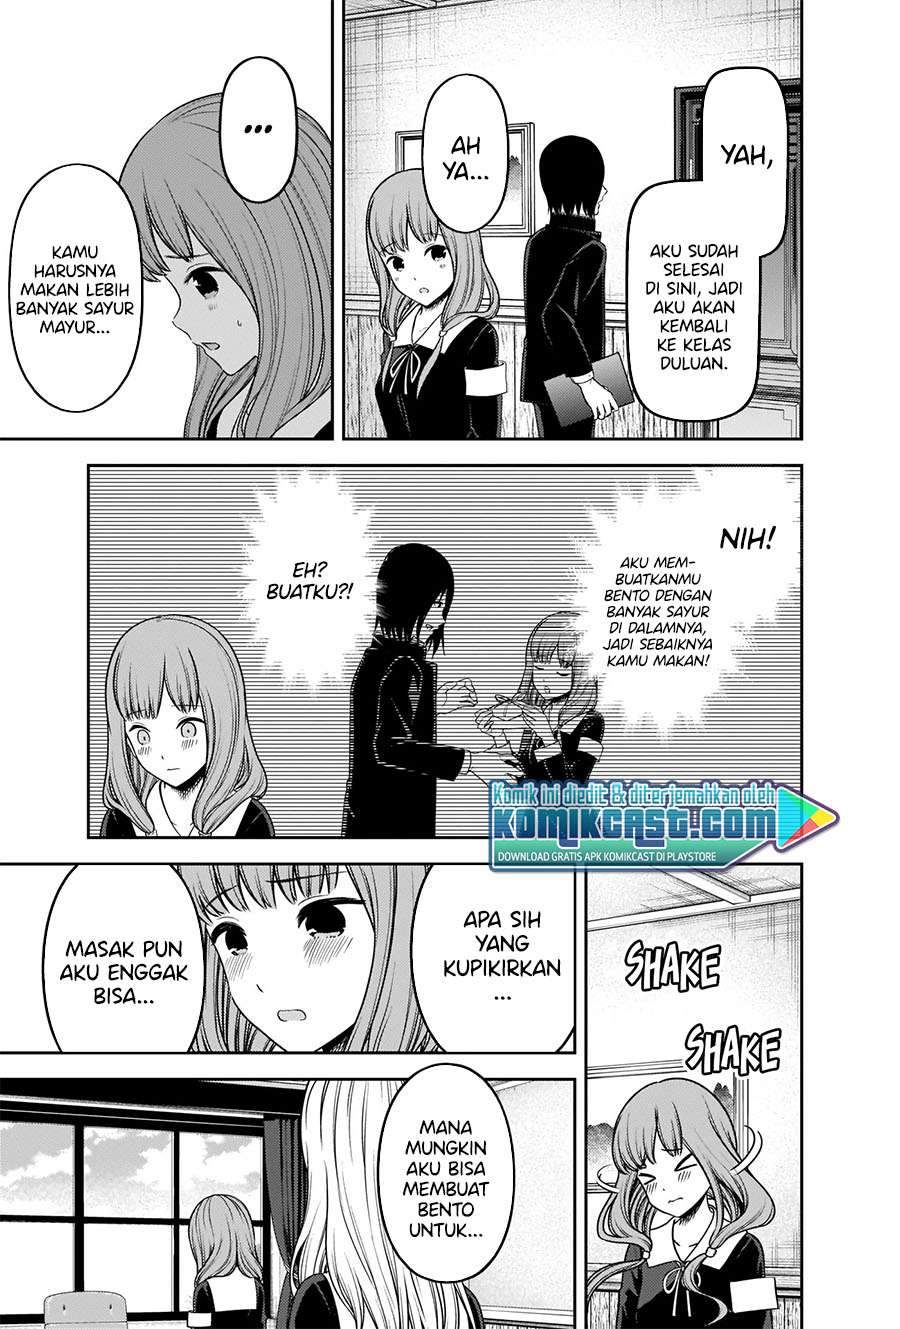 YAH,
AKU SUDAH
SELESAI
DI SINI, JADI
AKU AKAN
KEMBALI
KE KELAS
DULUAN.
AH
YA...
...
KAMU
HARUSNYA
MAKAN LEBIH
BANYAK SAYUR
MAYUR...
NIH!
AKU MEM-
BUATKANMU
BENTO DENGAN
BANYAK SAYUR
DI DALAMNYA,
JADI SEBAIKNYA
KAMU MAKAN!
EH?
BUATKU?!
Komik ini diedit & diterjemahkan oleh
KOMIKCAST.COM
DOWNLOAD GRATIS APK KOMIKCAST DI PLAYSTORE
SHAKE
SHAKE
APA SIH
YANG
KUPIKIRKAN
...
MASAK PUN
AKU ENGGAK
BISA...
MANA
MUNGKIN
AKU BISA
MEMBUAT
BENTO
UNTUK...